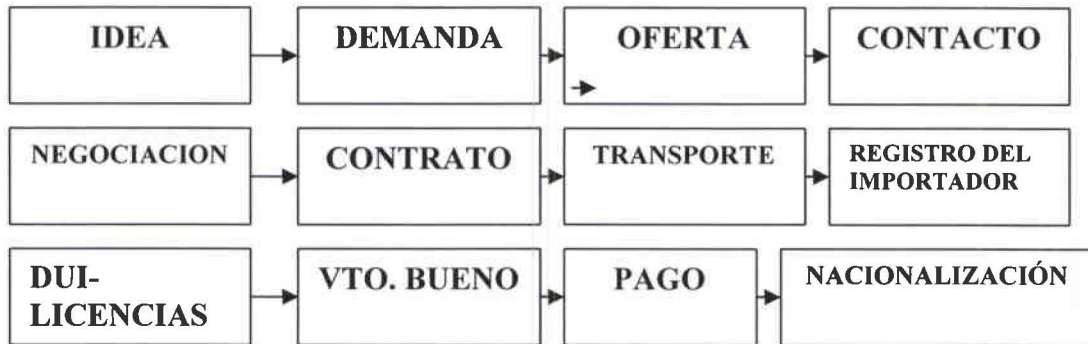 IDEA
DEMANDA
OFERTA
CONTACTO
NEGOCIACION
CONTRATO
TRANSPORTE
REGISTRO DEL
IMPORTADOR
DUI-
LICENCIAS
VTO. BUENO
PAGO
NACIONALIZACIÓN